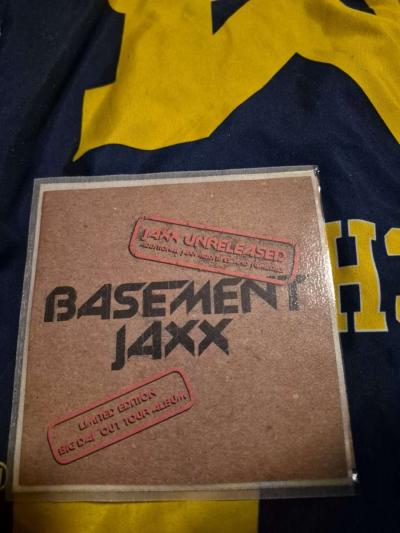 JAXX UNRELEASED
BASEMENT
JAXX
LIMITED EDITION
BIG DAY OUT TOUR ALBUM